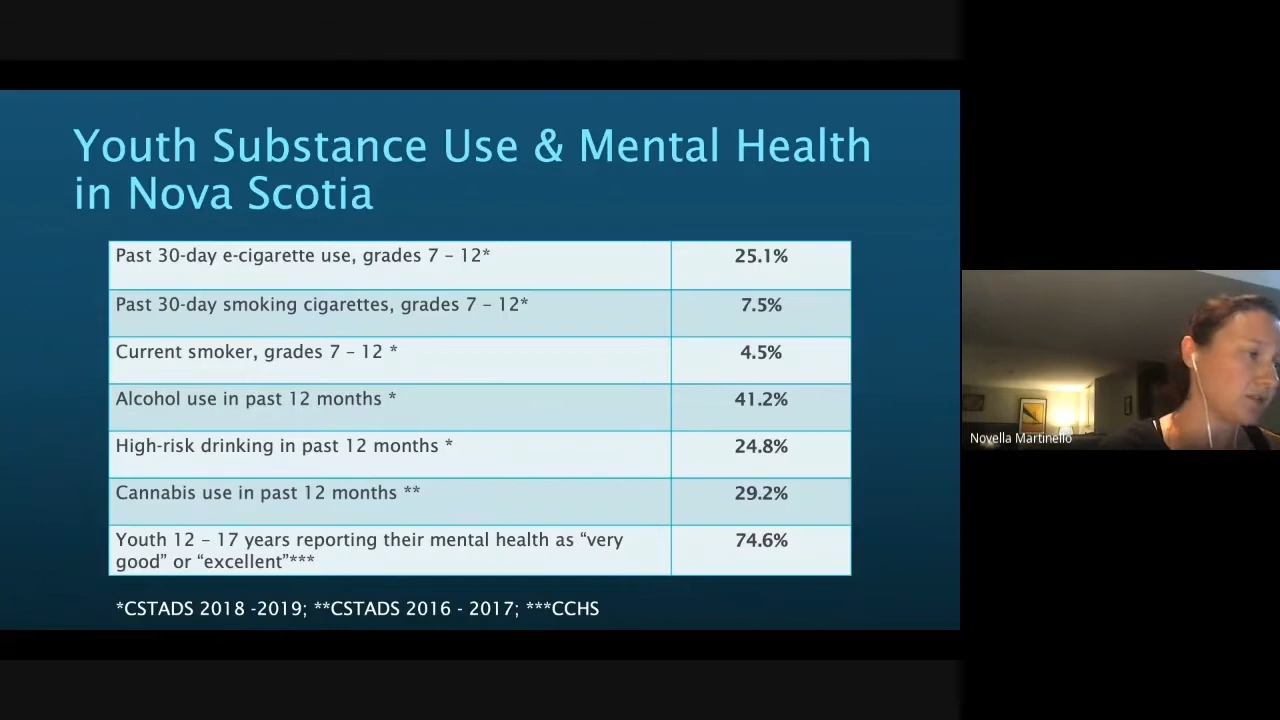 Youth Substance Use & Mental Health
in Nova Scotia
Past 30-day e-cigarette use, grades 7 – 12* 25.1%
Past 30-day smoking cigarettes, grades 7 – 12* 7.5%
Current smoker, grades 7 – 12 * 4.5%
Alcohol use in past 12 months * 41.2%
High-risk drinking in past 12 months * 24.8%
Cannabis use in past 12 months ** 29.2%
Youth 12 – 17 years reporting their mental health as “very 74.6%
good” or “excellent”***
*CSTADS 2018 -2019; **CSTADS 2016 - 2017; ***CCHS
Novella Martinello